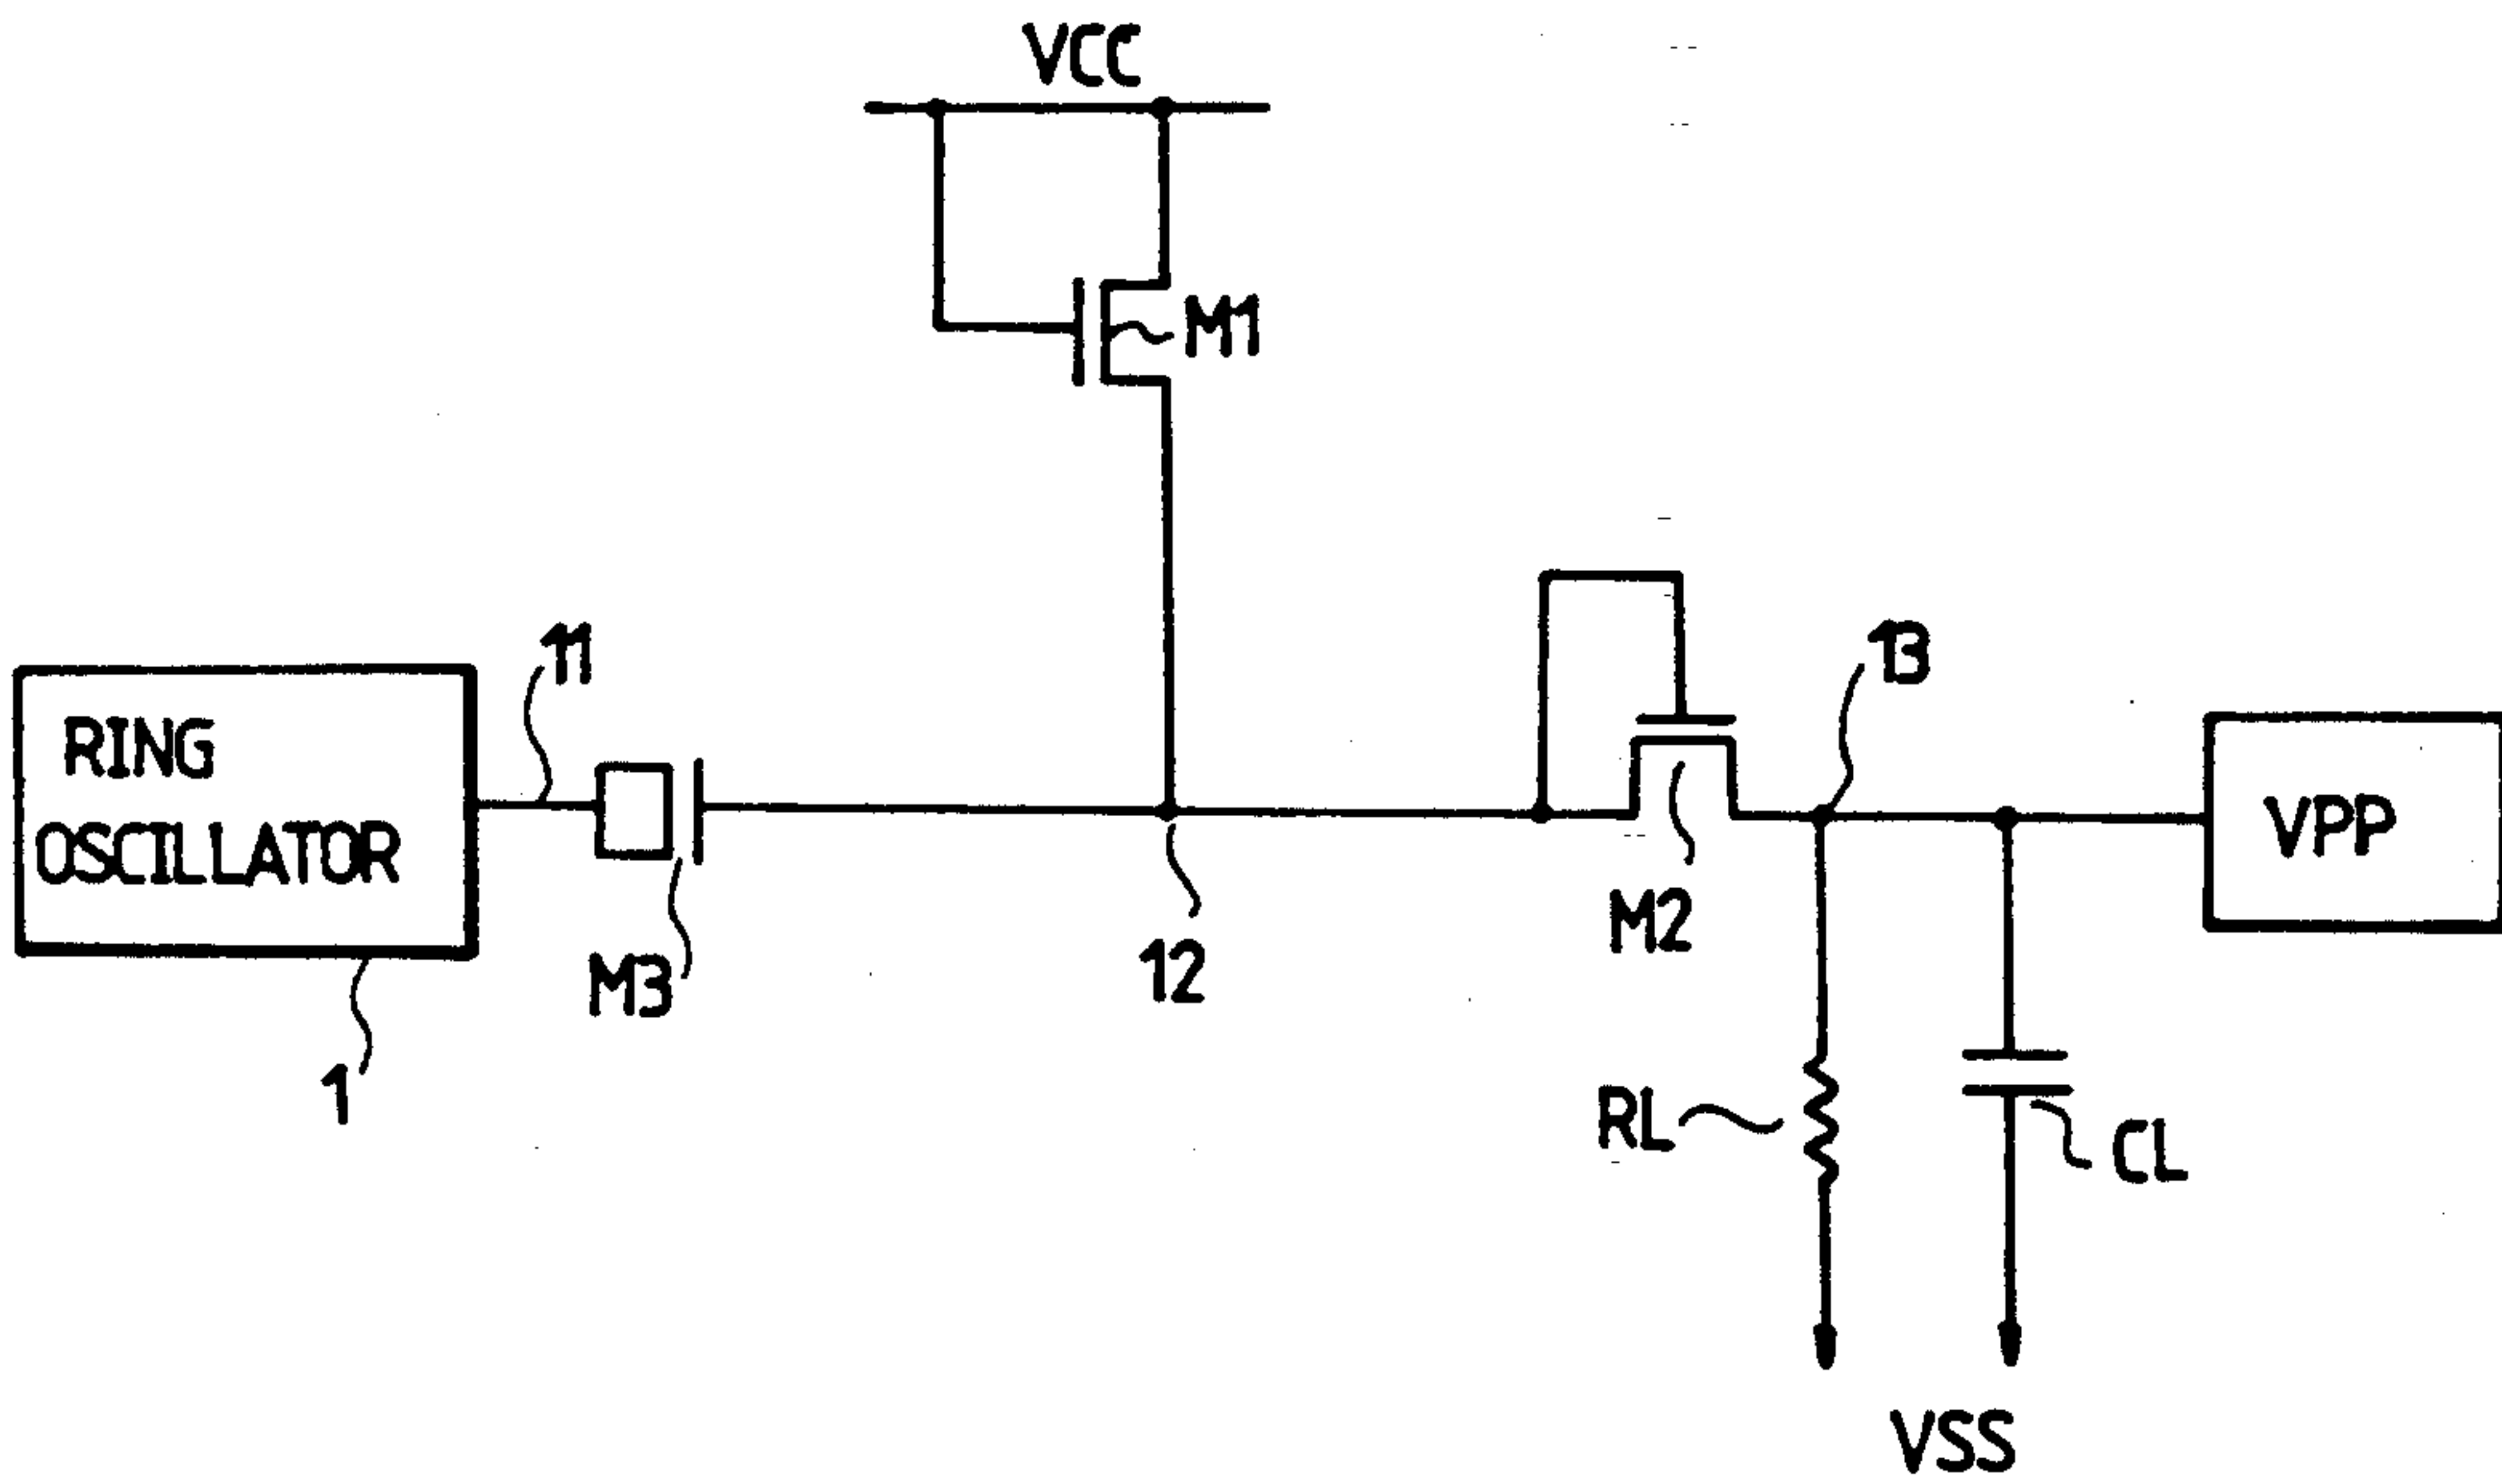 VCC
M1
11
13
RING
OSCILLATOR
VPP
M2
12
M3
1
RL
CL
VSS